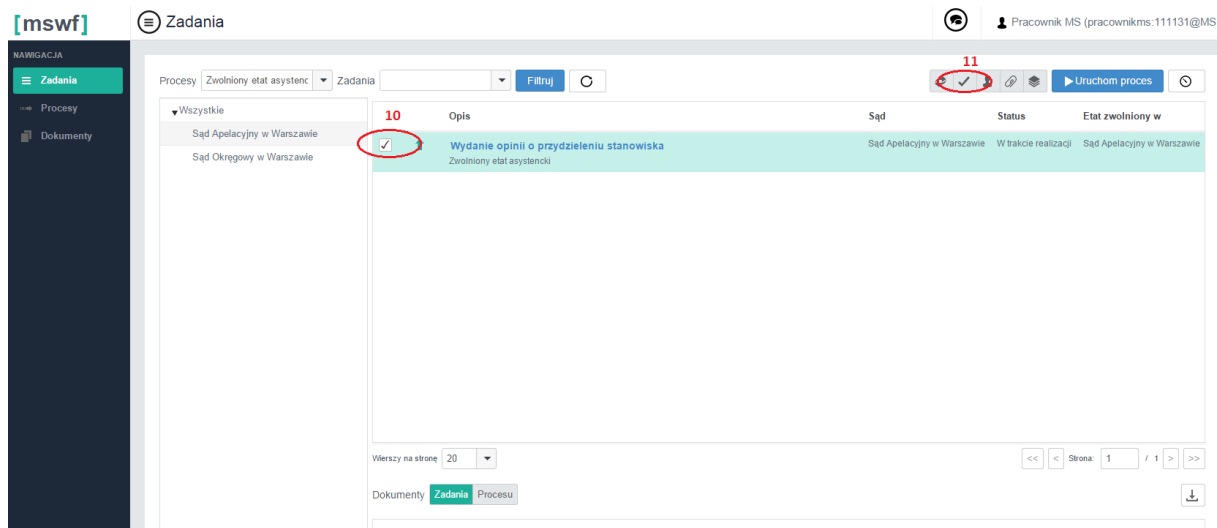 [mswf]
Zadania
Pracownik MS (pracownikms:111131@MS
NAWIGACJA
Zadania
Procesy
Dokumenty
11
Procesy Zwolniony etat asystenc Zadania Filtruj Uruchom proces
Wszystkie
Sąd Apelacyjny w Warszawie
Sąd Okręgowy w Warszawie
10 Opis Sąd Status Etat zwolniony w
Wydanie opinii o przydzieleniu stanowiska Sąd Apelacyjny w Warszawie W trakcie realizacji Sąd Apelacyjny w Warszawie
Zwolniony etat asystencki
Wierszy na stronę 20 << < Strona: 1 / 1 > >>
Dokumenty Zadania Procesu